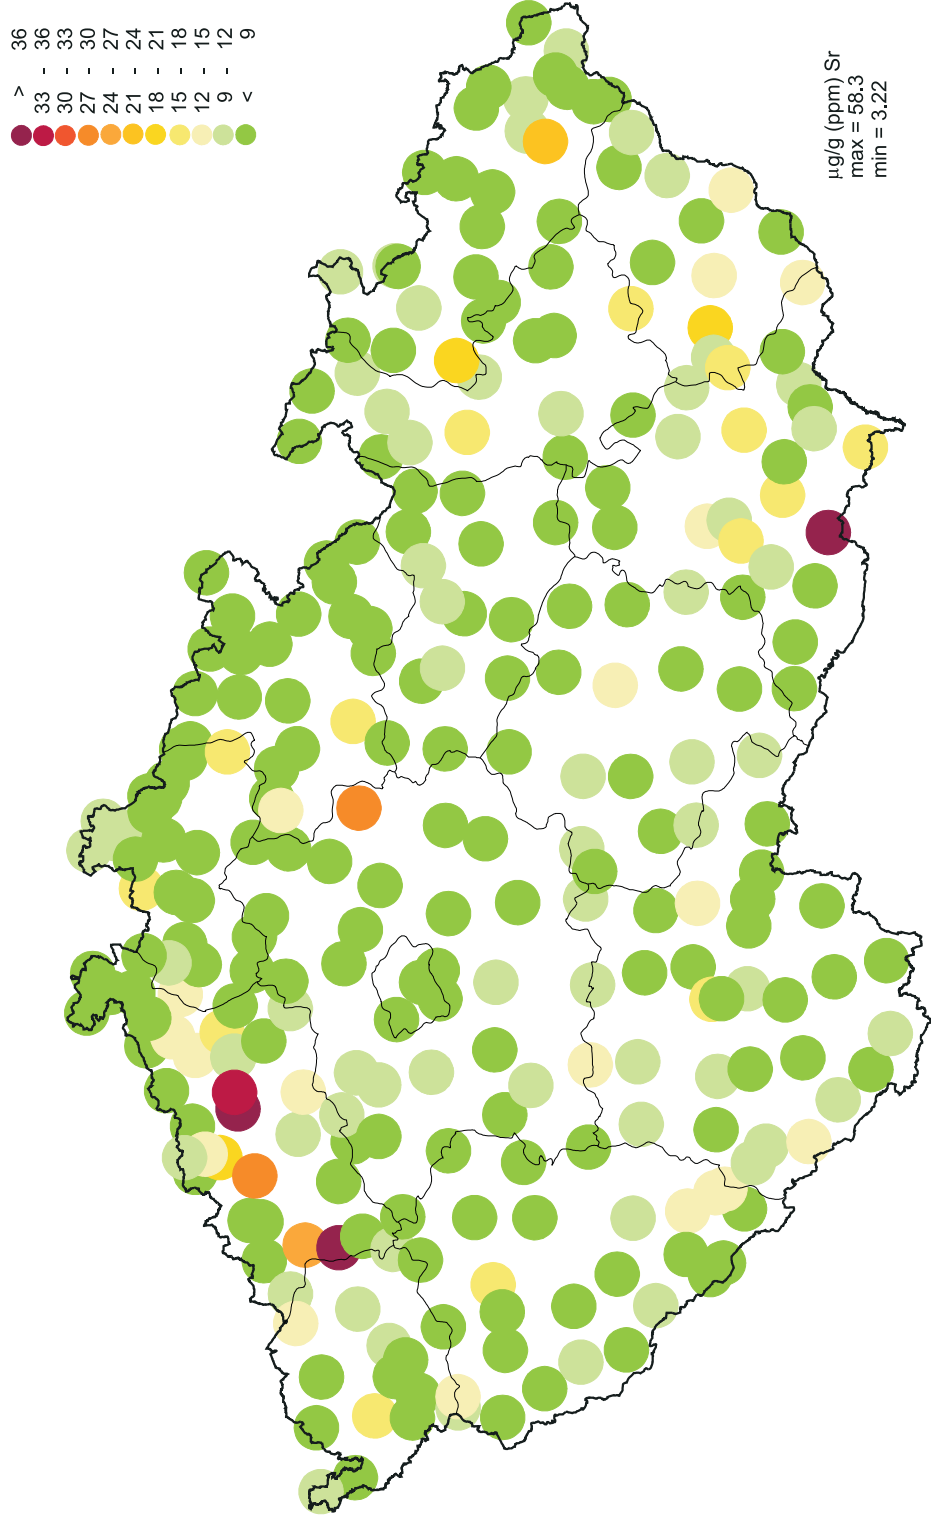 > 36
33 - 36
30 - 33
27 - 30
24 - 27
21 - 24
18 - 21
15 - 18
12 - 15
9 - 12
< 9
µg/g (ppm) Sr
max = 58.3
min = 3.22